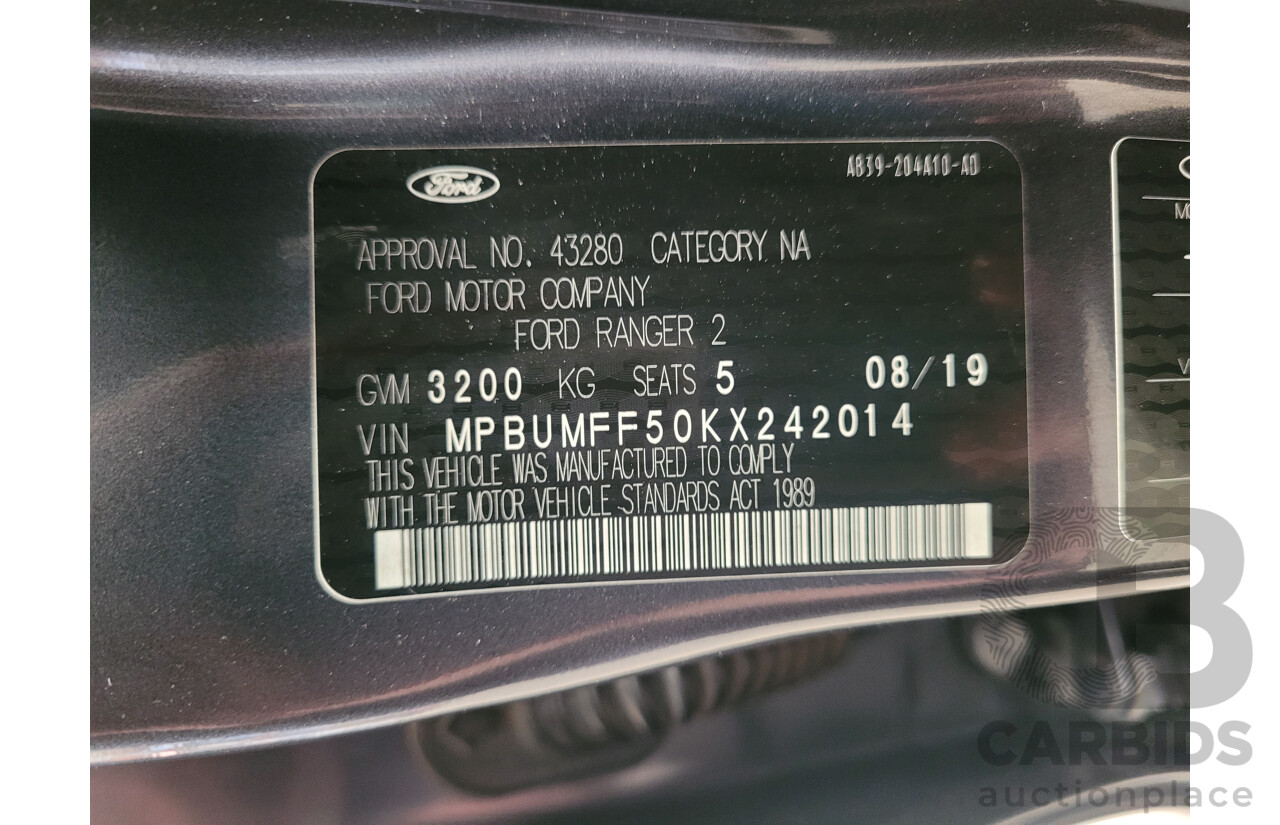 Ford
AB39-204A10-AD
APPROVAL NO. 43280 CATEGORY NA
FORD MOTOR COMPANY
FORD RANGER 2
GVM 3200 KG SEATS 5 08/19
VIN MPBUMFF50KX242014
THIS VEHICLE WAS MANUFACTURED TO COMPLY
WITH THE MOTOR VEHICLE STANDARDS ACT 1989
CB
CARBIDS
auctionplace